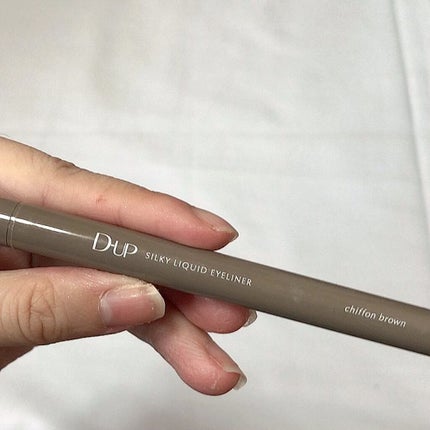 D-UP SILKY LIQUID EYELINER
chiffon brown